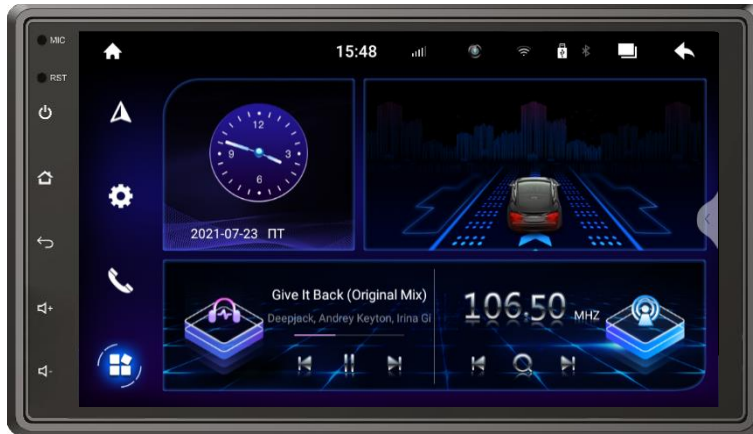 MIC
RST
15:48
12
9
3
6
2021-07-23 ПТ
Give It Back (Original Mix)
Deepjack, Andrey Keyton, Irina Gi
106.50 MHZ
+
-